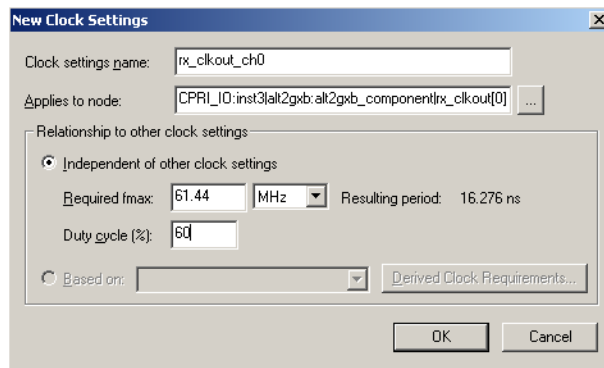 New Clock Settings
Clock settings name: rx_clkout_ch0
Applies to node: CPRI_IO:inst3|alt2gxb:alt2gxb_component|rx_clkout[0] ...
Relationship to other clock settings
Independent of other clock settings
Required fmax: 61.44 MHz Resulting period: 16.276 ns
Duty cycle (%): 60
Based on: Derived Clock Requirements...
OK Cancel